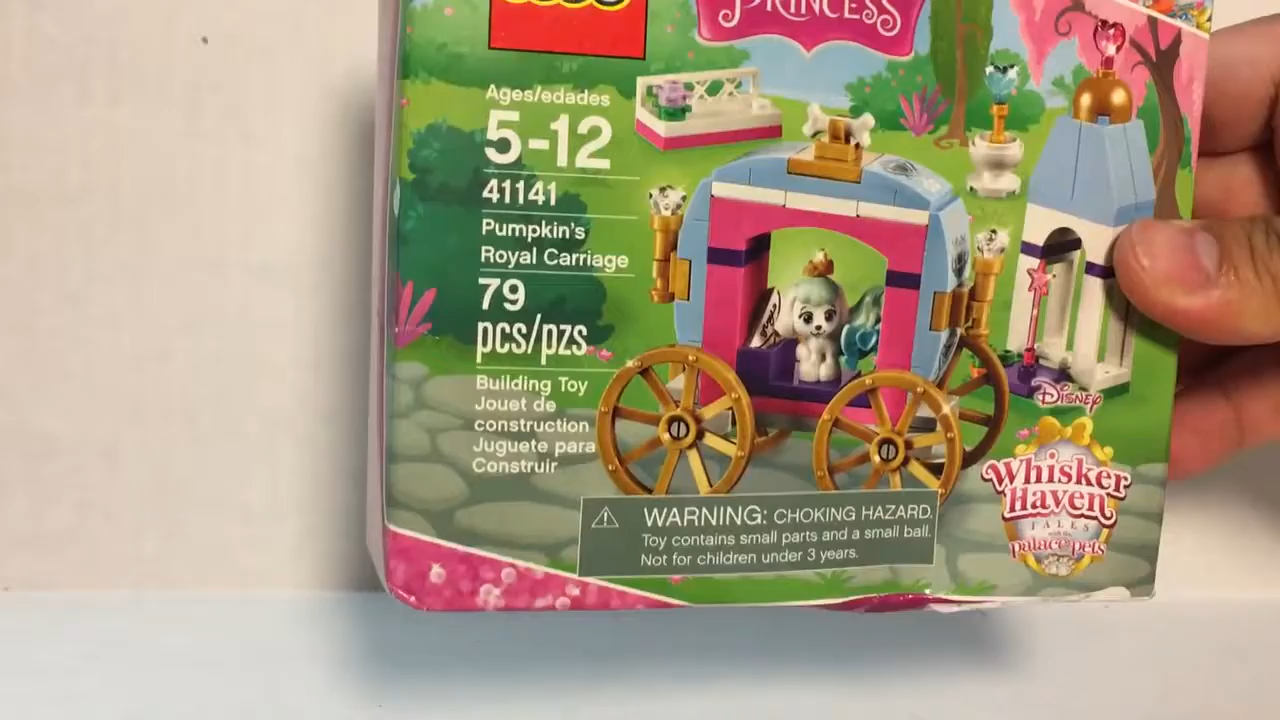 PRINCESS
Ages/edades
5-12
41141
Pumpkin's
Royal Carriage
79
pcs/pzs
Building Toy
Jouet de
construction
Juguete para
Construir
WARNING: CHOKING HAZARD.
Toy contains small parts and a small ball.
Not for children under 3 years.
Disney
Whisker
Haven
TALES
with the
palace pets